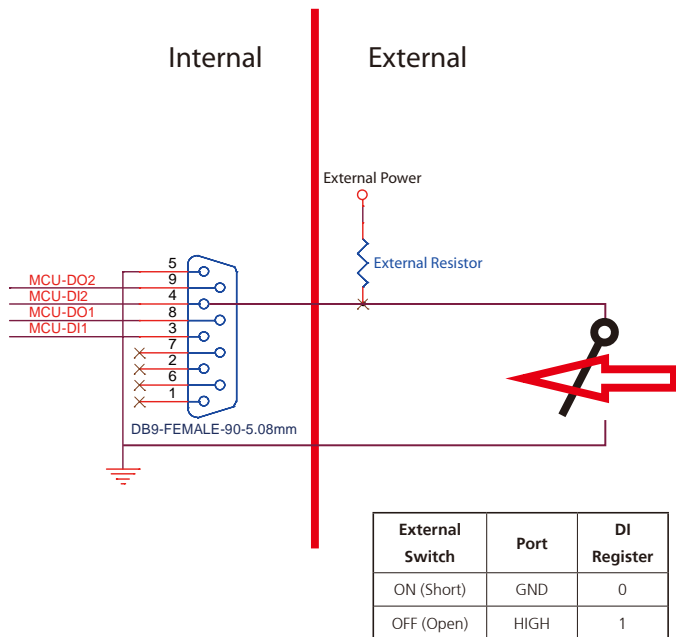 Internal
External
External Power
External Resistor
5
MCU-DO2 9
MCU-DI2 4
MCU-DO1 8
MCU-DI1 3
7
2
6
1
DB9-FEMALE-90-5.08mm
External Switch Port DI Register
ON (Short) GND 0
OFF (Open) HIGH 1